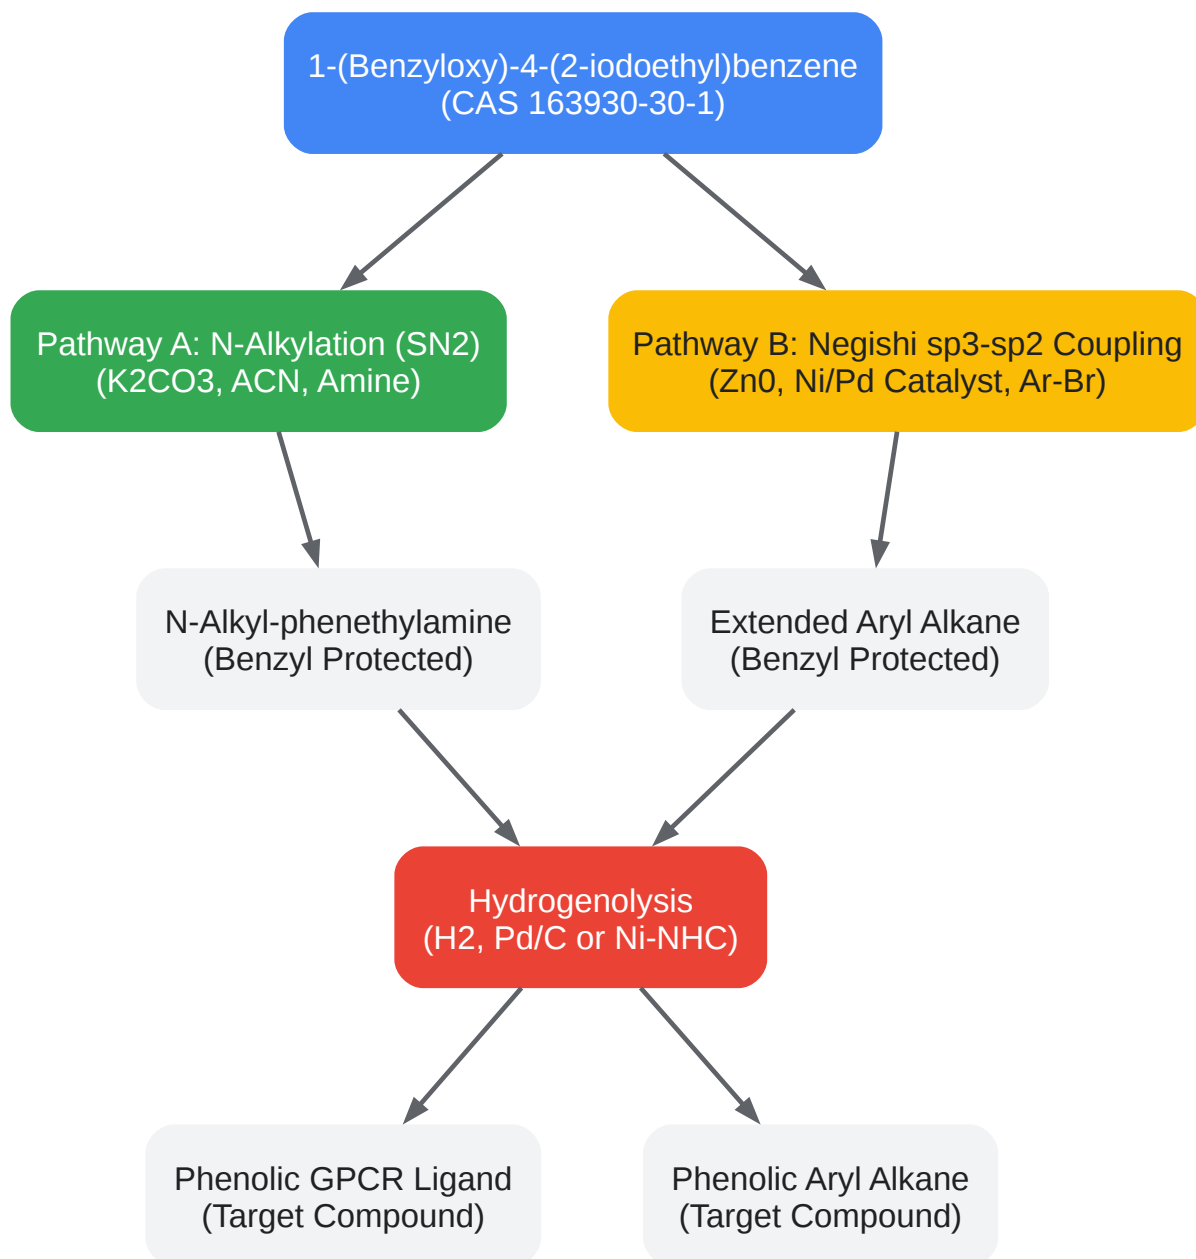 1-(Benzyloxy)-4-(2-iodoethyl)benzene
(CAS 163930-30-1)
Pathway A: N-Alkylation (SN2)
(K2CO3, ACN, Amine)
Pathway B: Negishi sp3-sp2 Coupling
(Zn0, Ni/Pd Catalyst, Ar-Br)
N-Alkyl-phenethylamine
(Benzyl Protected)
Extended Aryl Alkane
(Benzyl Protected)
Hydrogenolysis
(H2, Pd/C or Ni-NHC)
Phenolic GPCR Ligand
(Target Compound)
Phenolic Aryl Alkane
(Target Compound)